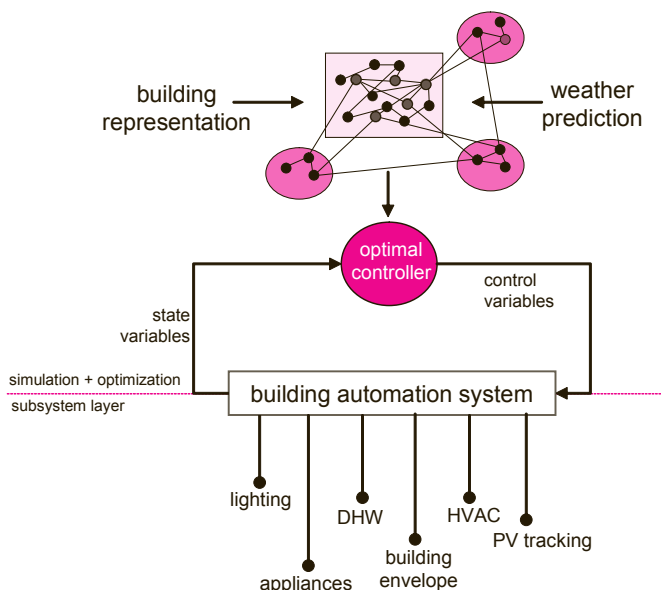 building
representation
weather
prediction
optimal
controller
control
variables
state
variables
simulation + optimization
subsystem layer
building automation system
lighting
DHW
HVAC
PV tracking
building
envelope
appliances